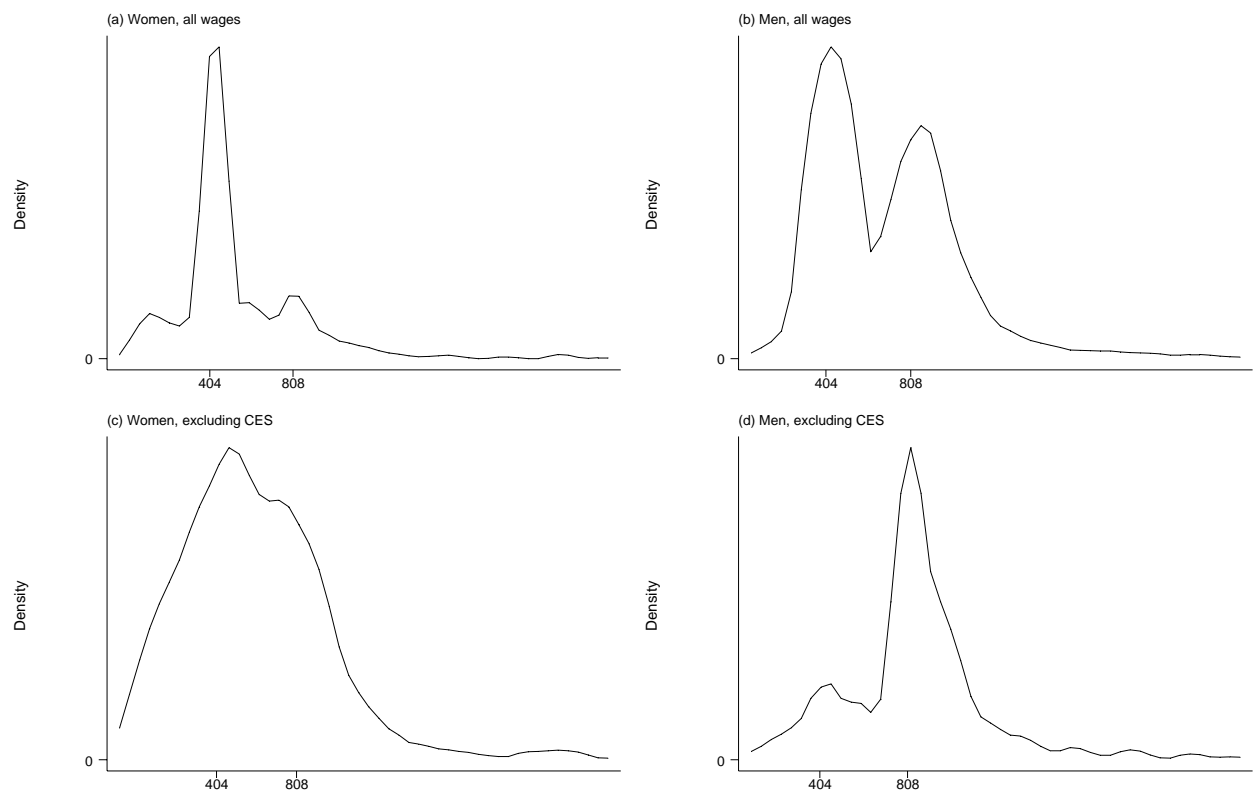 (a) Women, all wages
Density
0
404 808
(b) Men, all wages
Density
0
404 808
(c) Women, excluding CES
Density
0
404 808
(d) Men, excluding CES
Density
0
404 808